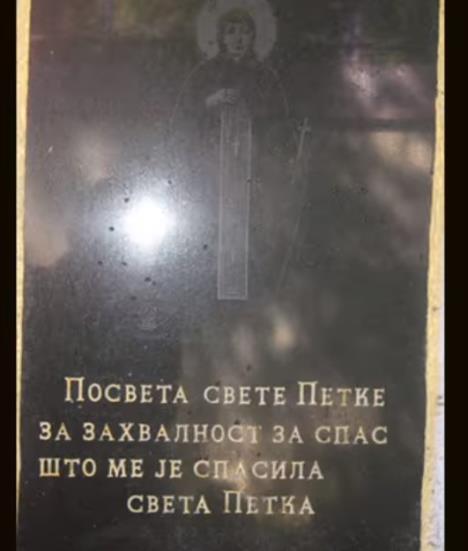 Посвета свете Петке
за захвалност за спас
што ме је спасила
света Петка